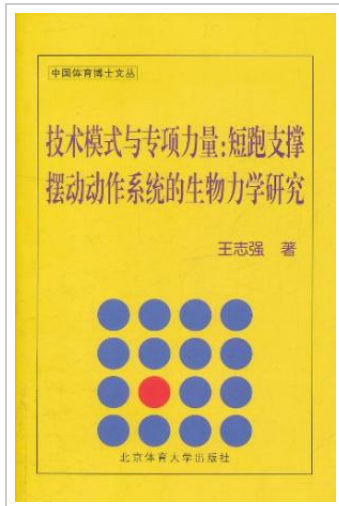 中国体育博士文丛
技术模式与专项力量:短跑支撑
摆动动作系统的生物力学研究
王志强 著
北京体育大学出版社